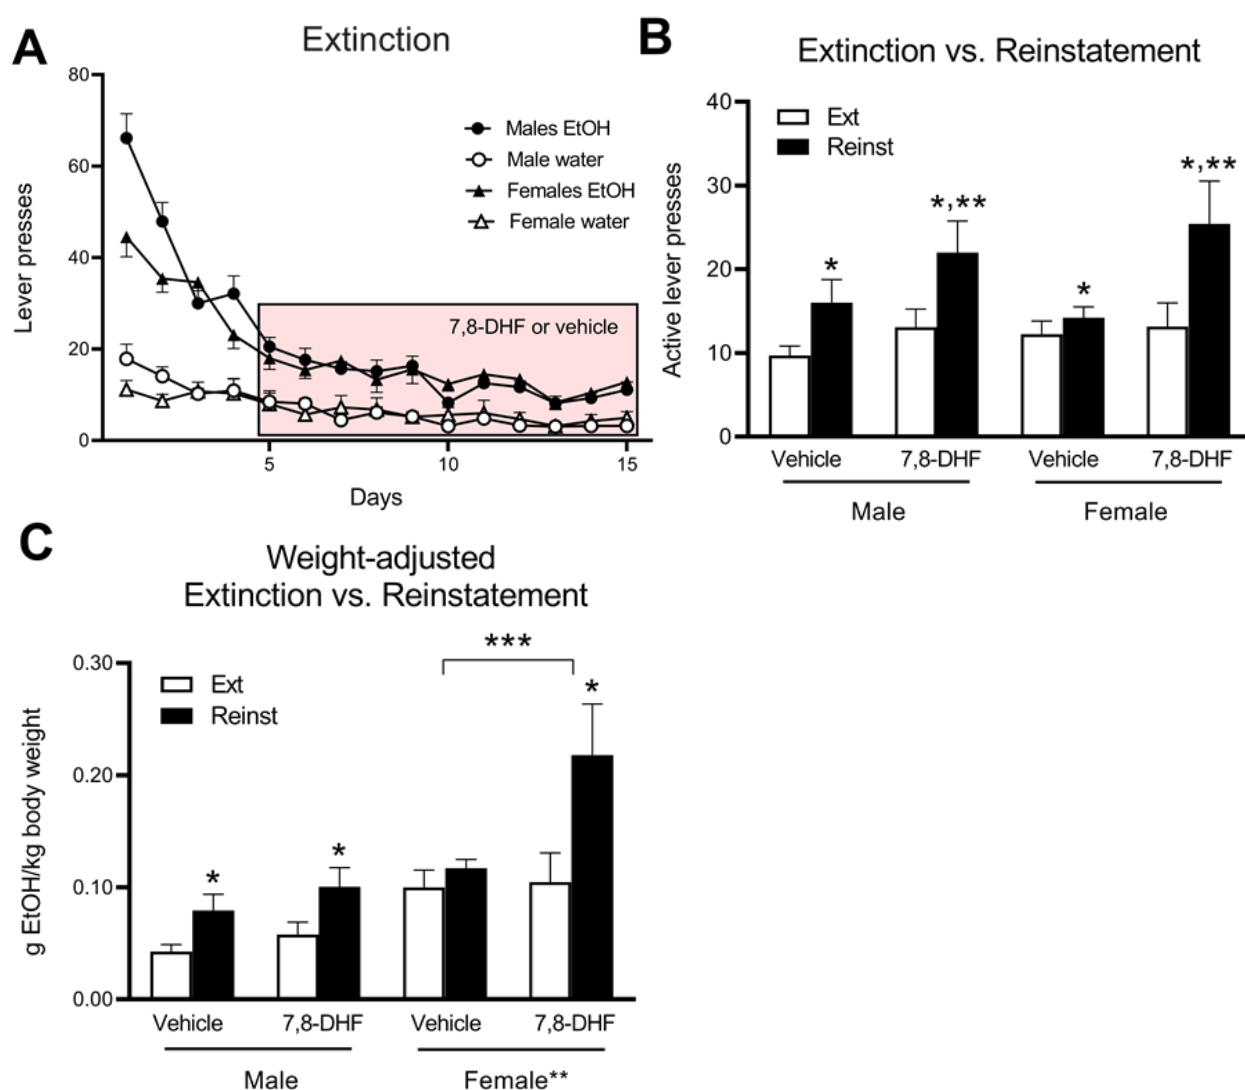 A
Extinction
80
60
40
20
0
Lever presses
Males EtOH
Male water
Females EtOH
Female water
7,8-DHF or vehicle
5
10
15
Days
B
Extinction vs. Reinstatement
40
30
20
10
0
Active lever presses
Ext
Reinst
*
*,**
*
*,**
Vehicle
7,8-DHF
Vehicle
7,8-DHF
Male
Female
C
Weight-adjusted
Extinction vs. Reinstatement
0.30
0.20
0.10
0.00
g EtOH/kg body weight
Ext
Reinst
*
*
***
*
Vehicle
7,8-DHF
Vehicle
7,8-DHF
Male
Female**